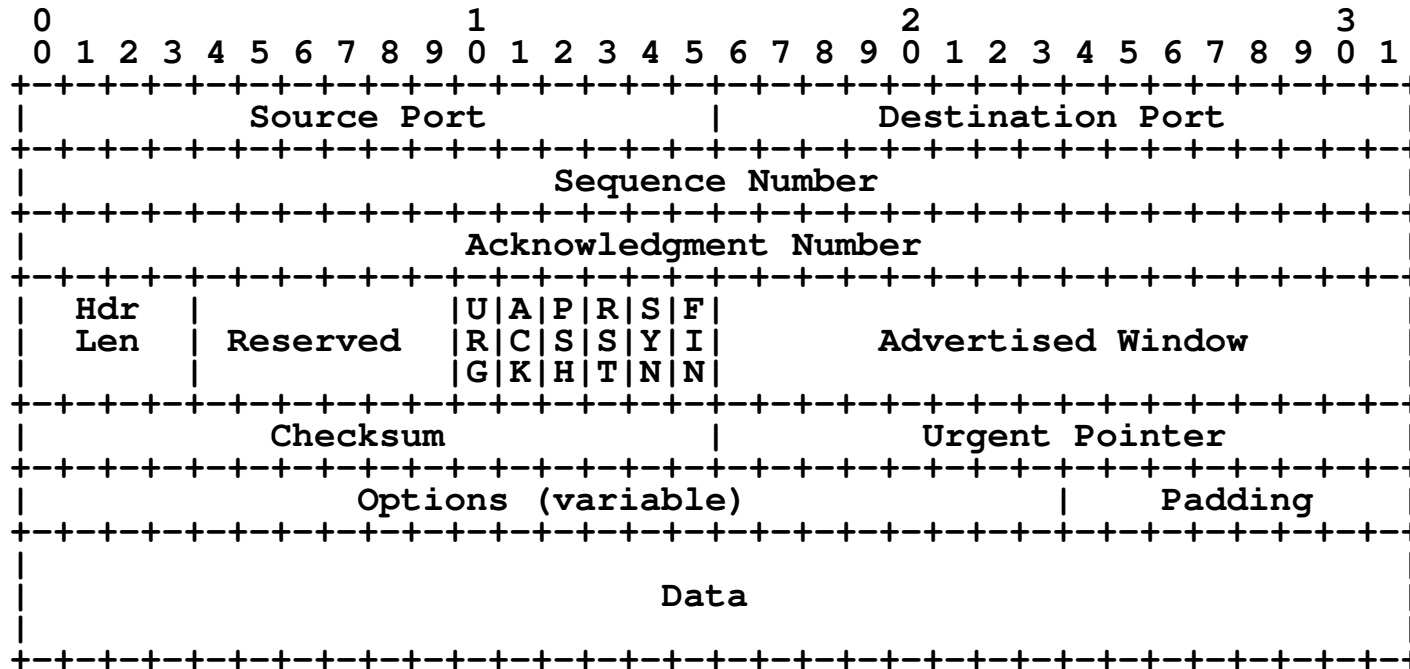 0                   1                   2                   3
 0 1 2 3 4 5 6 7 8 9 0 1 2 3 4 5 6 7 8 9 0 1 2 3 4 5 6 7 8 9 0 1
+-+-+-+-+-+-+-+-+-+-+-+-+-+-+-+-+-+-+-+-+-+-+-+-+-+-+-+-+-+-+-+-+
|          Source Port          |       Destination Port        |
+-+-+-+-+-+-+-+-+-+-+-+-+-+-+-+-+-+-+-+-+-+-+-+-+-+-+-+-+-+-+-+-+
|                        Sequence Number                        |
+-+-+-+-+-+-+-+-+-+-+-+-+-+-+-+-+-+-+-+-+-+-+-+-+-+-+-+-+-+-+-+-+
|                    Acknowledgment Number                      |
+-+-+-+-+-+-+-+-+-+-+-+-+-+-+-+-+-+-+-+-+-+-+-+-+-+-+-+-+-+-+-+-+
|  Hdr  |           |U|A|P|R|S|F|                               |
|  Len  | Reserved  |R|C|S|S|Y|I|       Advertised Window       |
|       |           |G|K|H|T|N|N|                               |
+-+-+-+-+-+-+-+-+-+-+-+-+-+-+-+-+-+-+-+-+-+-+-+-+-+-+-+-+-+-+-+-+
|           Checksum            |         Urgent Pointer        |
+-+-+-+-+-+-+-+-+-+-+-+-+-+-+-+-+-+-+-+-+-+-+-+-+-+-+-+-+-+-+-+-+
|               Options (variable)              |    Padding    |
+-+-+-+-+-+-+-+-+-+-+-+-+-+-+-+-+-+-+-+-+-+-+-+-+-+-+-+-+-+-+-+-+
|                                                               |
|                             Data                              |
|                                                               |
+-+-+-+-+-+-+-+-+-+-+-+-+-+-+-+-+-+-+-+-+-+-+-+-+-+-+-+-+-+-+-+-+